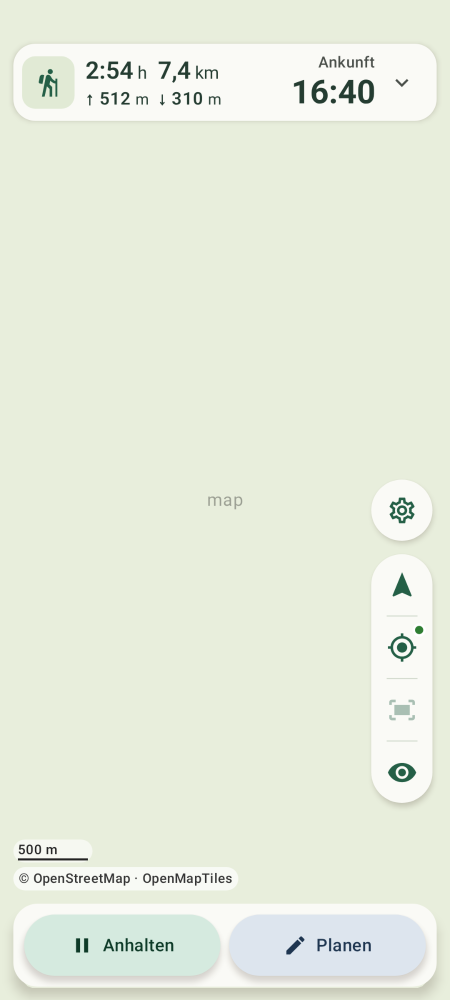 2:54 h 7,4 km
↑ 512 m ↓ 310 m
Ankunft
16:40
map
500 m
© OpenStreetMap · OpenMapTiles
Anhalten
Planen